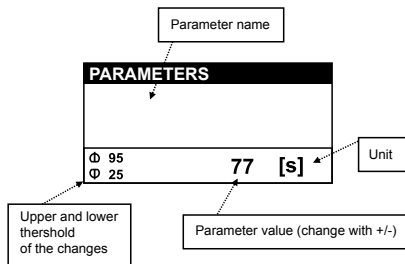 Parameter name
PARAMETERS
95
25
77 [s]
Unit
Upper and lower
thershold
of the changes
Parameter value (change with +/-)